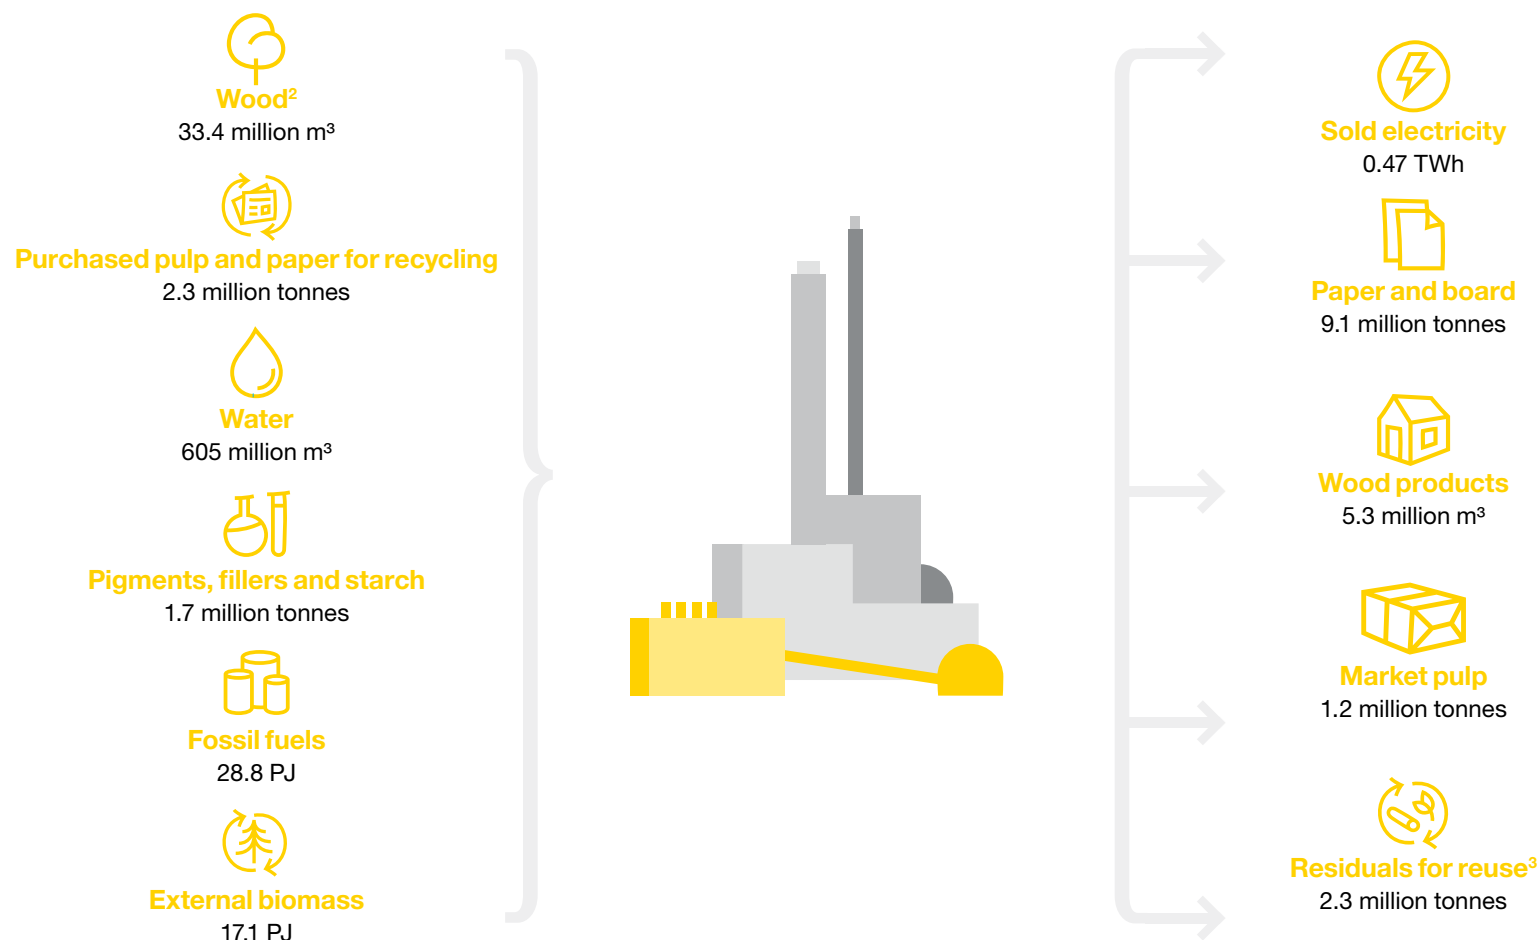 Wood²
33.4 million m³
Purchased pulp and paper for recycling
2.3 million tonnes
Water
605 million m³
Pigments, fillers and starch
1.7 million tonnes
Fossil fuels
28.8 PJ
External biomass
17.1 PJ
Sold electricity
0.47 TWh
Paper and board
9.1 million tonnes
Wood products
5.3 million m³
Market pulp
1.2 million tonnes
Residuals for reuse³
2.3 million tonnes